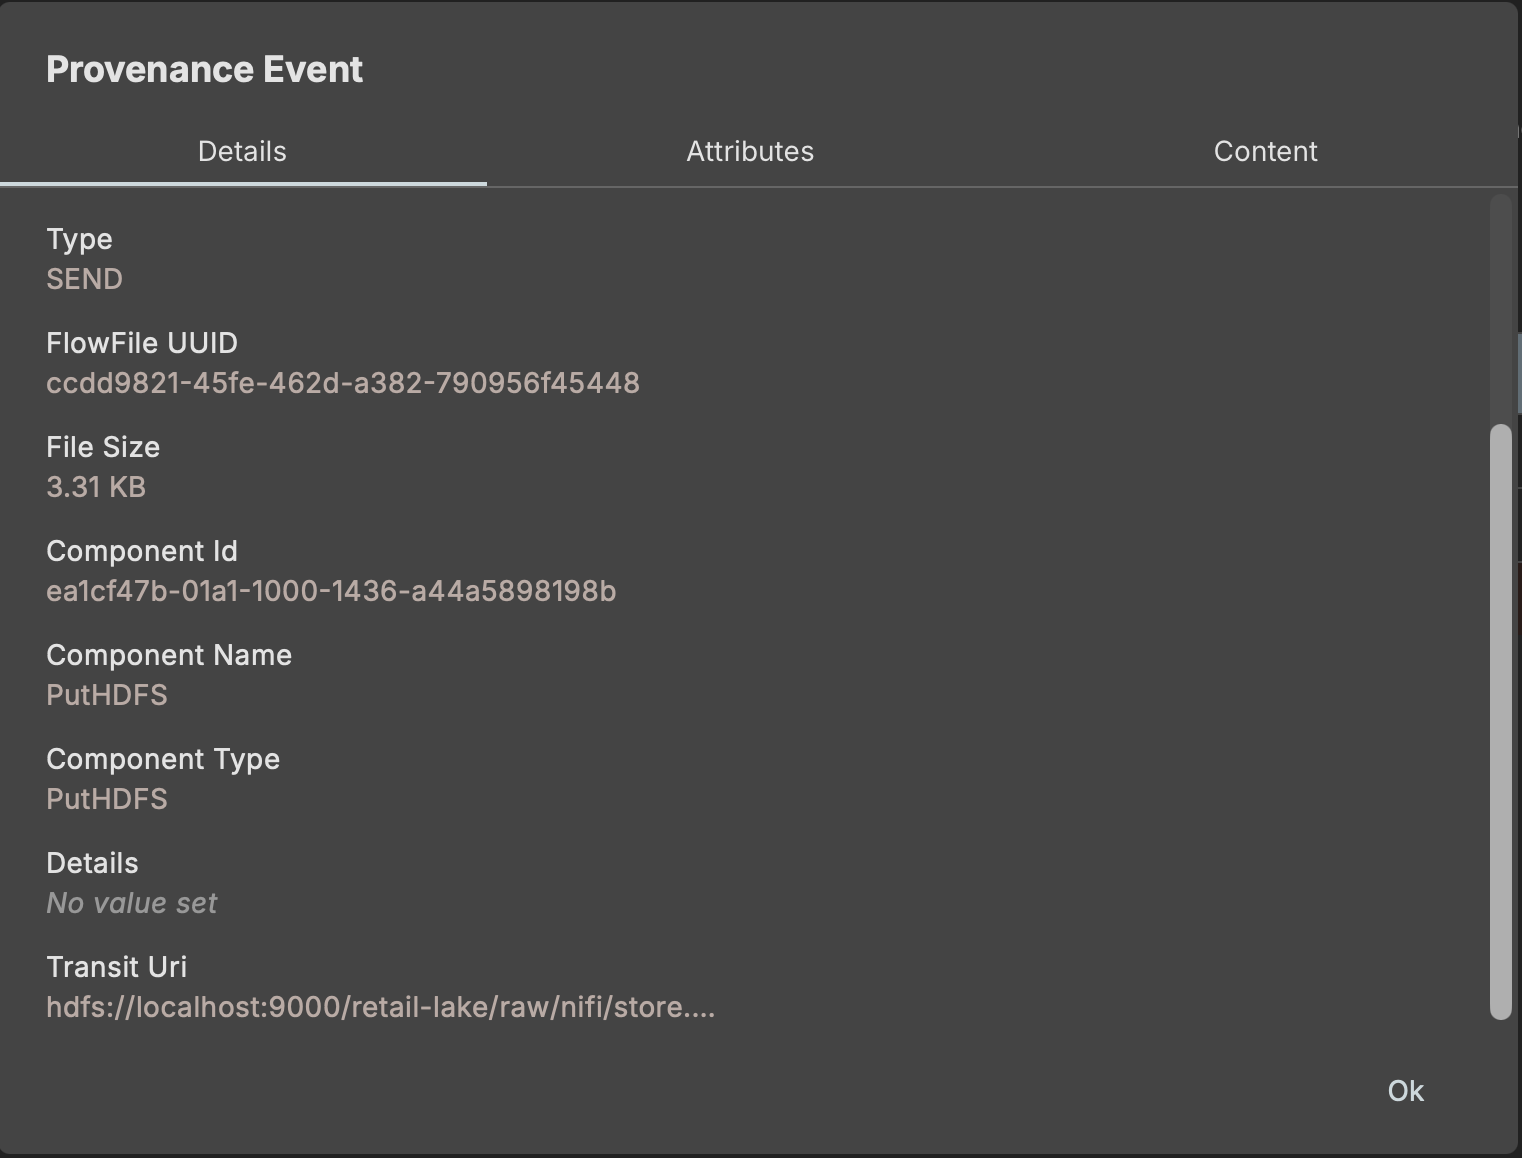 Provenance Event
Details Attributes Content
Type
SEND
FlowFile UUID
ccdd9821-45fe-462d-a382-790956f45448
File Size
3.31 KB
Component Id
ea1cf47b-01a1-1000-1436-a44a5898198b
Component Name
PutHDFS
Component Type
PutHDFS
Details
No value set
Transit Uri
hdfs://localhost:9000/retail-lake/raw/nifi/store....
Ok